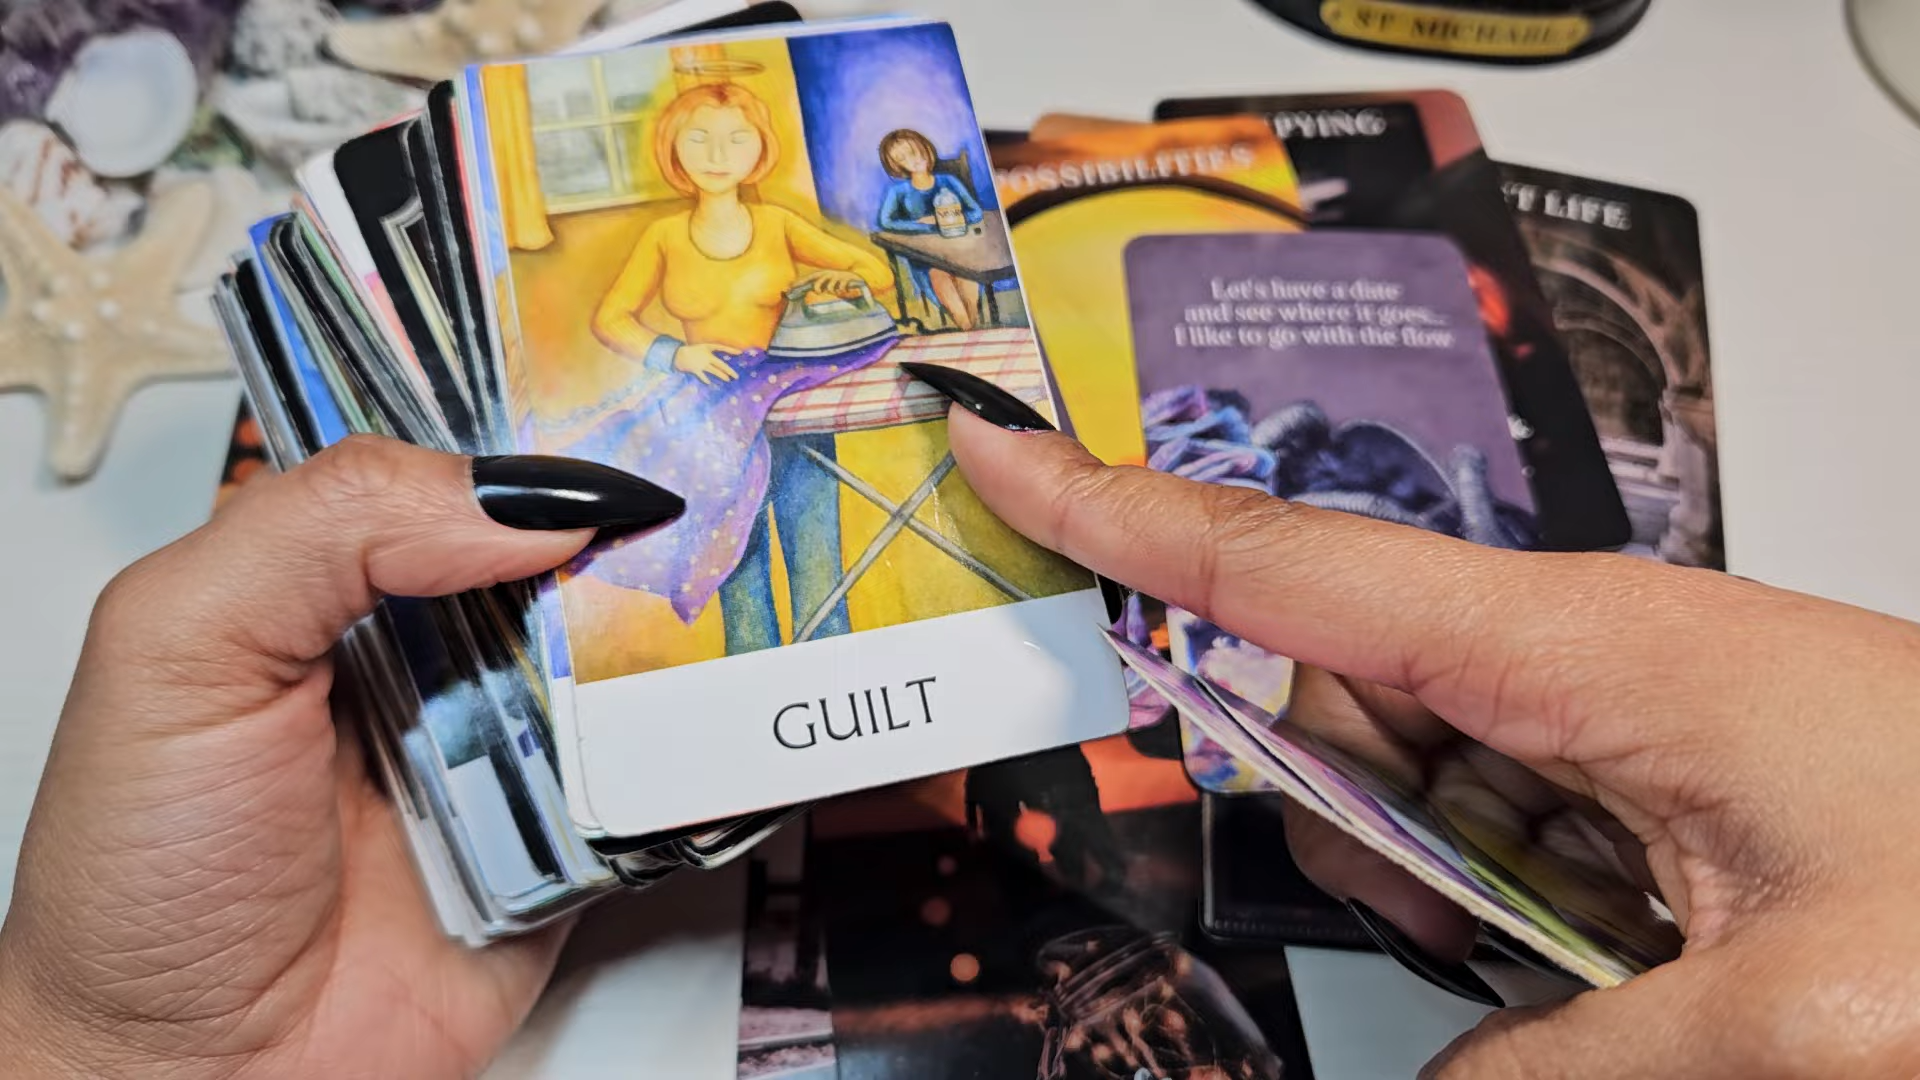 ST MICHAEL
PYING
POSSIBILITIES
'T LIFE
Let's have a date
and see where it goes...
I like to go with the flow
GUILT